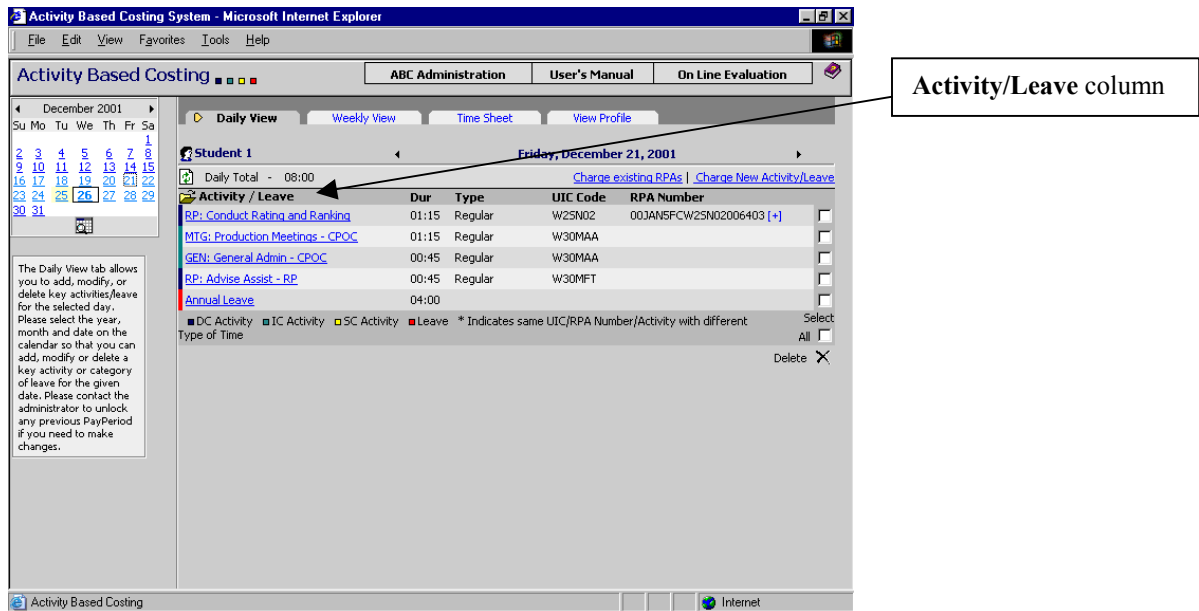 Activity Based Costing System - Microsoft Internet Explorer
File Edit View Favorites Tools Help
Activity Based Costing
ABC Administration User's Manual On Line Evaluation
Activity/Leave column
December 2001
Su Mo Tu We Th Fr Sa
1
2 3 4 5 6 7 8
9 10 11 12 13 14 15
16 17 18 19 20 21 22
23 24 25 26 27 28 29
30 31
The Daily View tab allows
you to add, modify, or
delete key activities/leave
for the selected day.
Please select the year,
month and date on the
calendar so that you can
add, modify or delete a
key activity or category
of leave for the given
date. Please contact the
administrator to unlock
any previous PayPeriod
if you need to make
changes.
Daily View Weekly View Time Sheet View Profile
Student 1 Friday, December 21, 2001
Daily Total - 08:00 Charge existing RPAs | Charge New Activity/Leave
Activity / Leave Dur Type UIC Code RPA Number
RP: Conduct Rating and Ranking 01:15 Regular W2SN02 00JAN5FCW2SN02006403 [+]
MTG: Production Meetings - CPOC 01:15 Regular W30MAA
GEN: General Admin - CPOC 00:45 Regular W30MAA
RP: Advise Assist - RP 00:45 Regular W30MFT
Annual Leave 04:00
DC Activity IC Activity SC Activity Leave * Indicates same UIC/RPA Number/Activity with different
Type of Time
Select
All
Delete
Activity Based Costing Internet